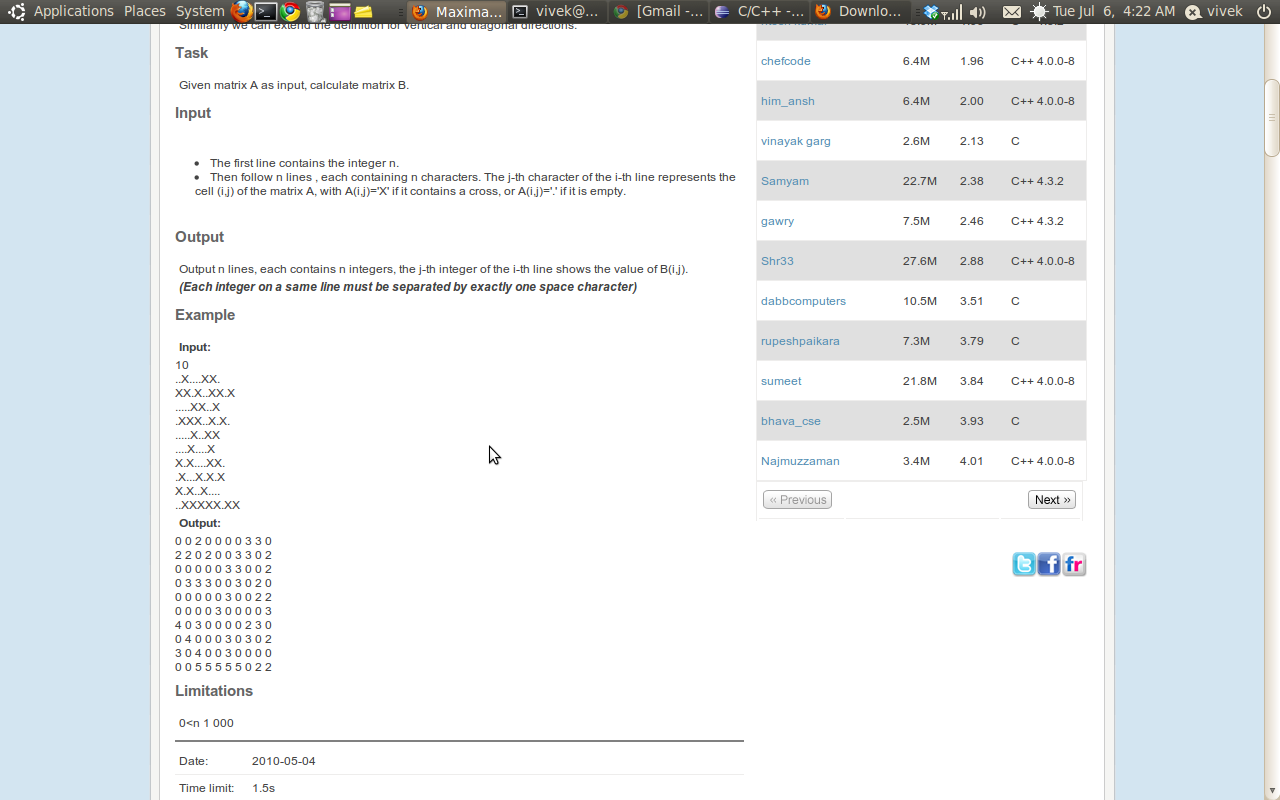 Applications Places System Maxima... vivek@... [Gmail -... C/C++ -... Downlo... Tue Jul 6, 4:22 AM vivek
Similarly we can extend the definition for vertical and diagonal directions.
Task
Given matrix A as input, calculate matrix B.
Input
• The first line contains the integer n.
• Then follow n lines , each containing n characters. The j-th character of the i-th line represents the
cell (i,j) of the matrix A, with A(i,j)='X' if it contains a cross, or A(i,j)='.' if it is empty.
Output
Output n lines, each contains n integers, the j-th integer of the i-th line shows the value of B(i,j).
(Each integer on a same line must be separated by exactly one space character)
Example
Input:
10
..X....XX.
XX.X..XX.X
.....XX..X
.XXX..X.X.
.....X..XX
....X....X
X.X....XX.
.X...X.X.X
X.X..X....
..XXXXX.XX
Output:
0 0 2 0 0 0 0 3 3 0
2 2 0 2 0 0 3 3 0 2
0 0 0 0 0 3 3 0 0 2
0 3 3 3 0 0 3 0 2 0
0 0 0 0 0 3 0 0 2 2
0 0 0 0 3 0 0 0 0 3
4 0 3 0 0 0 0 2 3 0
0 4 0 0 0 3 0 3 0 2
3 0 4 0 0 3 0 0 0 0
0 0 5 5 5 5 5 0 2 2
Limitations
0<n 1 000
Date: 2010-05-04
Time limit: 1.5s
chefcode 6.4M 1.96 C++ 4.0.0-8
him_ansh 6.4M 2.00 C++ 4.0.0-8
vinayak garg 2.6M 2.13 C
Samyam 22.7M 2.38 C++ 4.3.2
gawry 7.5M 2.46 C++ 4.3.2
Shr33 27.6M 2.88 C++ 4.0.0-8
dabbcomputers 10.5M 3.51 C
rupeshpaikara 7.3M 3.79 C
sumeet 21.8M 3.84 C++ 4.0.0-8
bhava_cse 2.5M 3.93 C
Najmuzzaman 3.4M 4.01 C++ 4.0.0-8
‹‹ Previous Next ››
t f fr